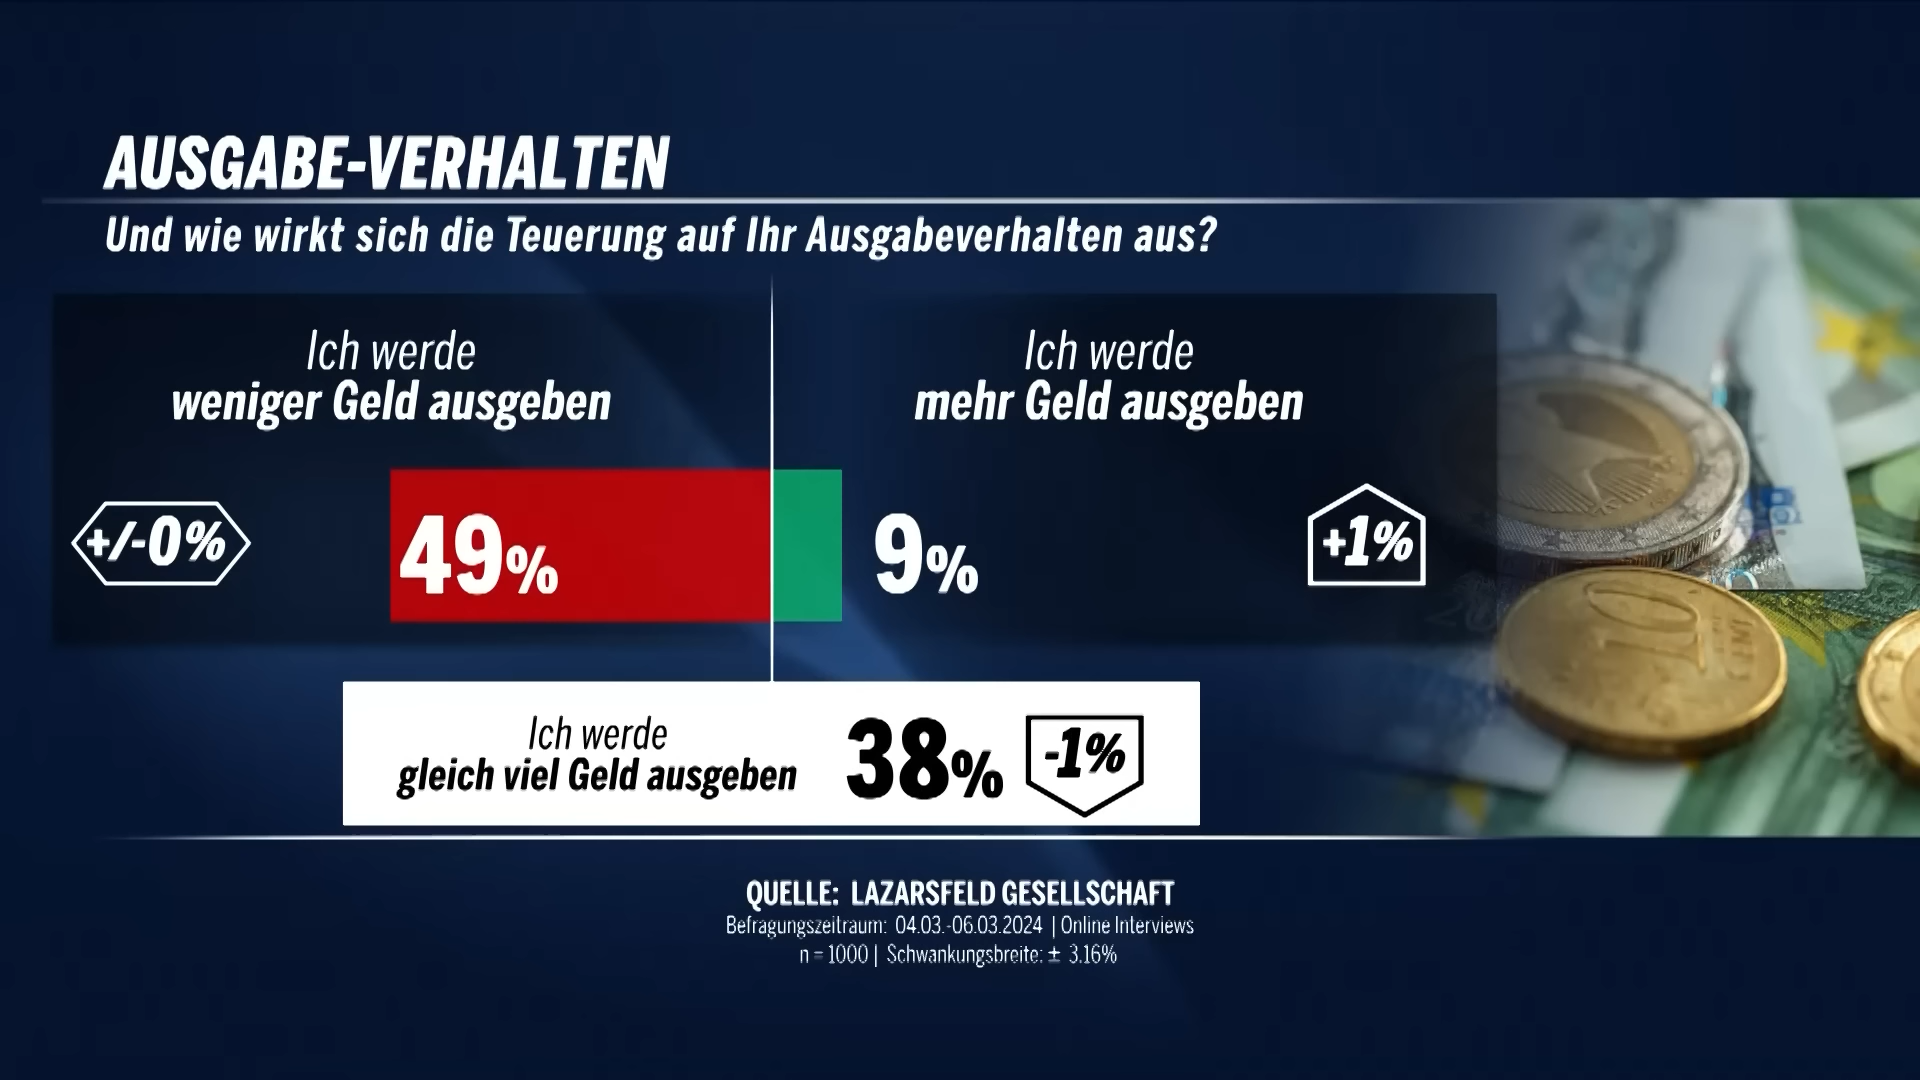 AUSGABE-VERHALTEN
Und wie wirkt sich die Teuerung auf Ihr Ausgabeverhalten aus?
Ich werde
weniger Geld ausgeben
+/-0%
49%
Ich werde
mehr Geld ausgeben
9%
+1%
Ich werde
gleich viel Geld ausgeben
38%
-1%
10
QUELLE: LAZARSFELD GESELLSCHAFT
Befragungszeitraum: 04.03.-06.03.2024 | Online Interviews
n = 1000 | Schwankungsbreite: ± 3.16%